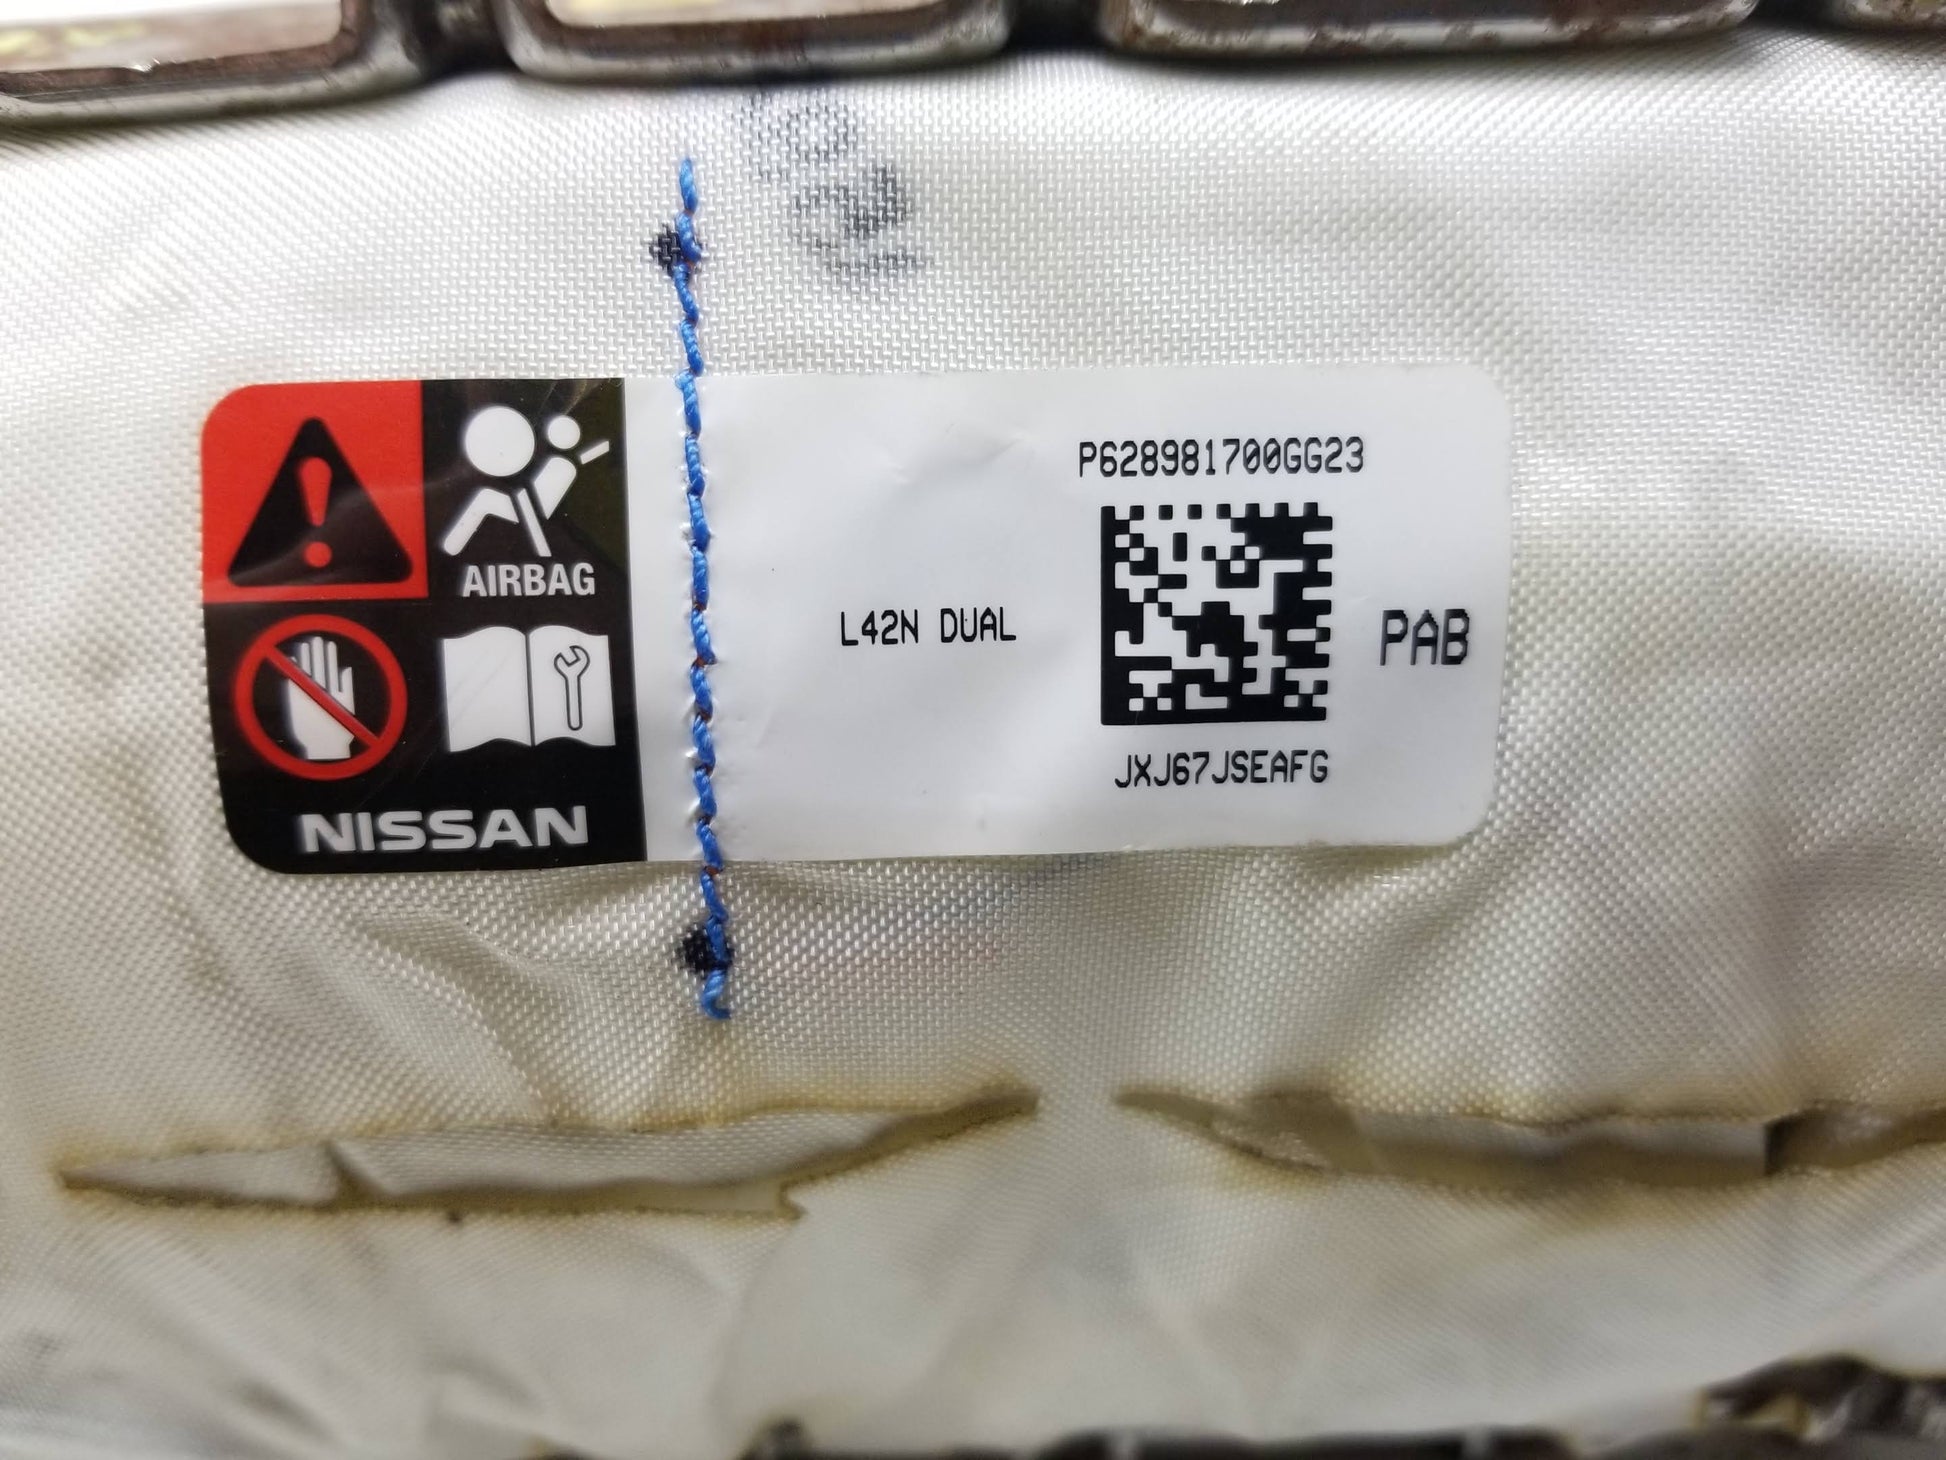 AIRBAG
NISSAN
L42N DUAL
P628981700GG23
PAB
JXJ67JSEAFG